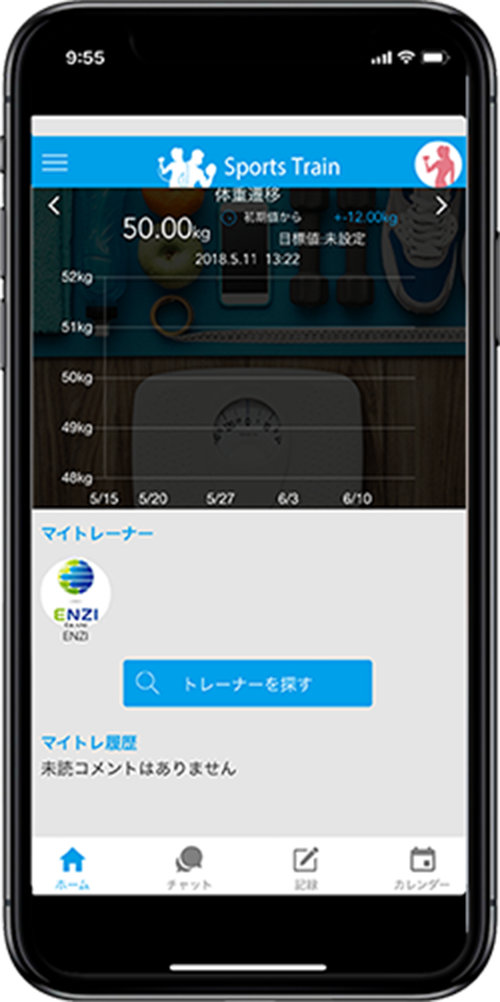 9:55
Sports Train
体重遷移
50.00kg
初期値から +-12.00kg
目標値:未設定
2018.5.11 13:22
52kg
51kg
50kg
49kg
48kg
5/15 5/20 5/27 6/3 6/10
マイトレーナー
ENZI
ENZI
トレーナーを探す
マイトレ履歴
未読コメントはありません
ホーム チャット 記録 カレンダー